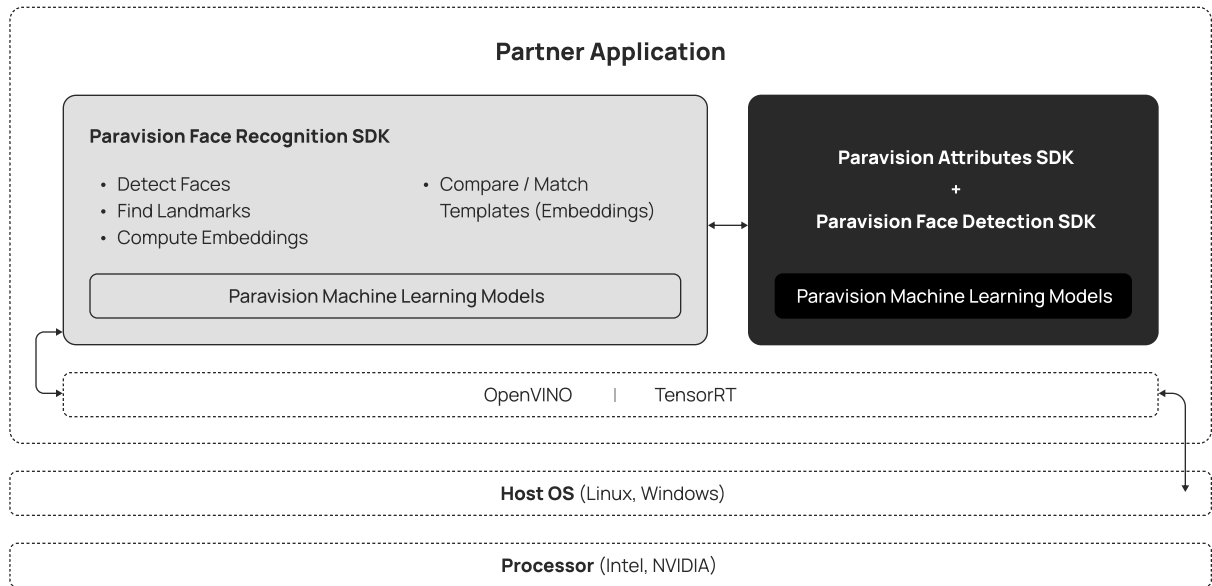 Partner Application
Paravision Face Recognition SDK
• Detect Faces
• Find Landmarks
• Compute Embeddings
• Compare / Match
Templates (Embeddings)
Paravision Machine Learning Models
Paravision Attributes SDK
+
Paravision Face Detection SDK
Paravision Machine Learning Models
OpenVINO | TensorRT
Host OS (Linux, Windows)
Processor (Intel, NVIDIA)